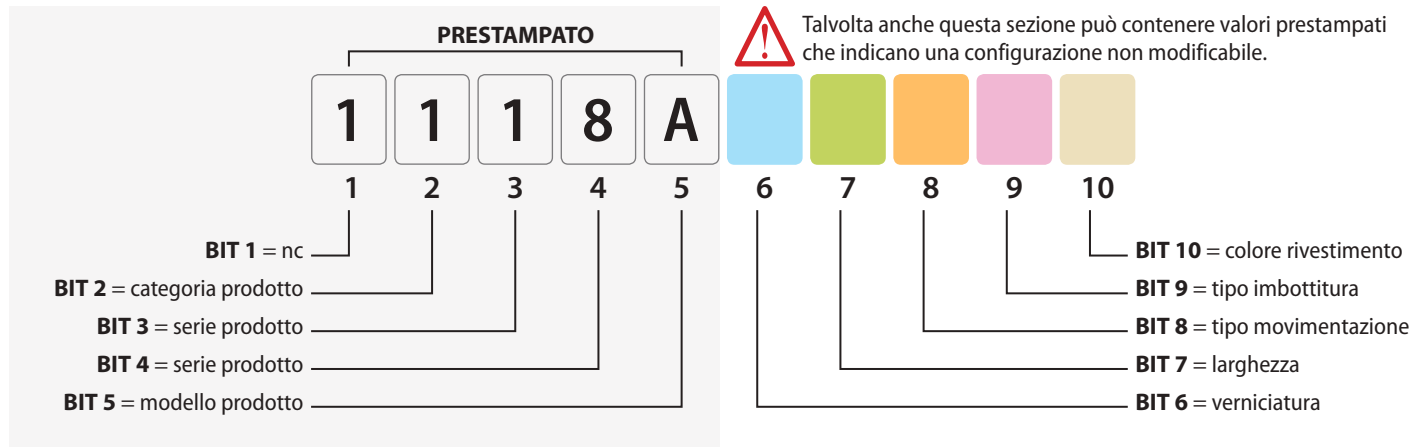 PRESTAMPATO
Talvolta anche questa sezione può contenere valori prestampati
che indicano una configurazione non modificabile.
1 1 1 8 A
1 2 3 4 5 6 7 8 9 10
BIT 1 = nc
BIT 2 = categoria prodotto
BIT 3 = serie prodotto
BIT 4 = serie prodotto
BIT 5 = modello prodotto
BIT 10 = colore rivestimento
BIT 9 = tipo imbottitura
BIT 8 = tipo movimentazione
BIT 7 = larghezza
BIT 6 = verniciatura